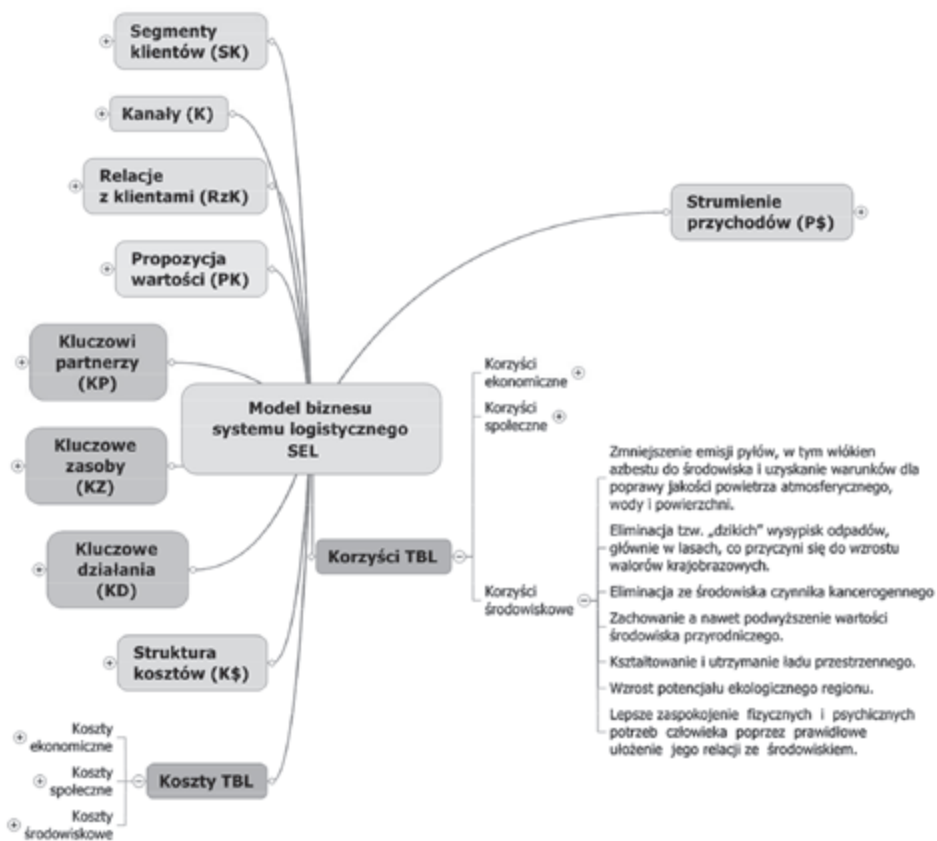 Segmenty
klientów (SK)
Kanały (K)
Relacje
z klientami (RzK)
Propozycja
wartości (PK)
Kluczowi
partnerzy
(KP)
Kluczowe
zasoby
(KZ)
Kluczowe
działania
(KD)
Struktura
kosztów (K$)
Koszty
ekonomiczne
Koszty
społeczne
Koszty
środowiskowe
Koszty TBL
Model biznesu
systemu logistycznego
SEL
Strumienie
przychodów (P$)
Korzyści TBL
Korzyści
ekonomiczne
Korzyści
społeczne
Korzyści
środowiskowe
Zmniejszenie emisji pyłów, w tym włókien
azbestu do środowiska i uzyskanie warunków dla
poprawy jakości powietrza atmosferycznego,
wody i powierzchni.
Eliminacja tzw. „dzikich” wysypisk odpadów,
głównie w lasach, co przyczyni się do wzrostu
walorów krajobrazowych.
Eliminacja ze środowiska czynnika kancerogennego
Zachowanie a nawet podwyższenie wartości
środowiska przyrodniczego.
Kształtowanie i utrzymanie ładu przestrzennego.
Wzrost potencjału ekologicznego regionu.
Lepsze zaspokojenie fizycznych i psychicznych
potrzeb człowieka poprzez prawidłowe
ułożenie jego relacji ze środowiskiem.